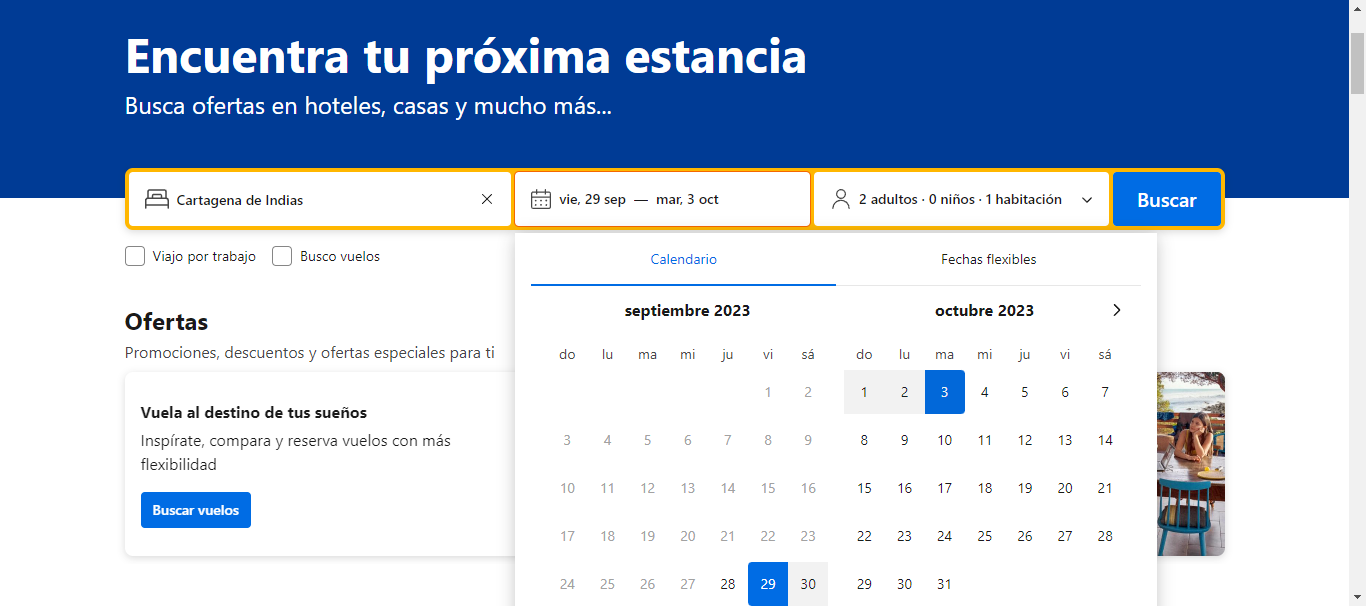 Encuentra tu próxima estancia
Busca ofertas en hoteles, casas y mucho más...
Cartagena de Indias
vie, 29 sep — mar, 3 oct
2 adultos · 0 niños · 1 habitación
Buscar
Viajo por trabajo
Busco vuelos
Ofertas
Promociones, descuentos y ofertas especiales para ti
Vuela al destino de tus sueños
Inspírate, compara y reserva vuelos con más
flexibilidad
Buscar vuelos
Calendario
Fechas flexibles
septiembre 2023
do lu ma mi ju vi sá
1 2
3 4 5 6 7 8 9
10 11 12 13 14 15 16
17 18 19 20 21 22 23
24 25 26 27 28 29 30
octubre 2023
do lu ma mi ju vi sá
1 2 3 4 5 6 7
8 9 10 11 12 13 14
15 16 17 18 19 20 21
22 23 24 25 26 27 28
29 30 31